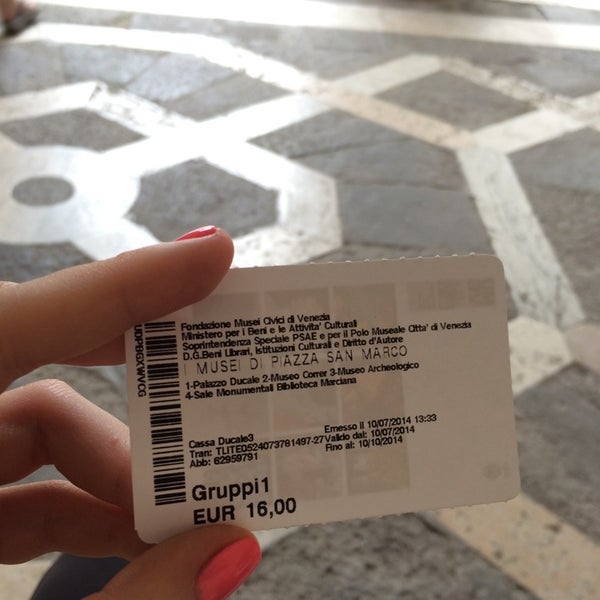 Fondazione Musei Civici di Venezia
Ministero per i Beni e le Attivita' Culturali
Soprintendenza Speciale PSAE e per il Polo Museale Citta' di Venezia
D.G.Beni Librari, istituzioni Culturali e Diritto d'Autore
I MUSEI DI PIAZZA SAN MARCO
1-Palazzo Ducale 2-Museo Correr 3-Museo Archeologico
4-Sale Monumentali Biblioteca Marciana
Cassa Ducale3
Emesso il 10/07/2014 13:33
Tran: TLITE0524073781497-27
Valido dal: 10/07/2014
Abb: 62959791
Fino al: 10/10/2014
Gruppi1
EUR 16,00